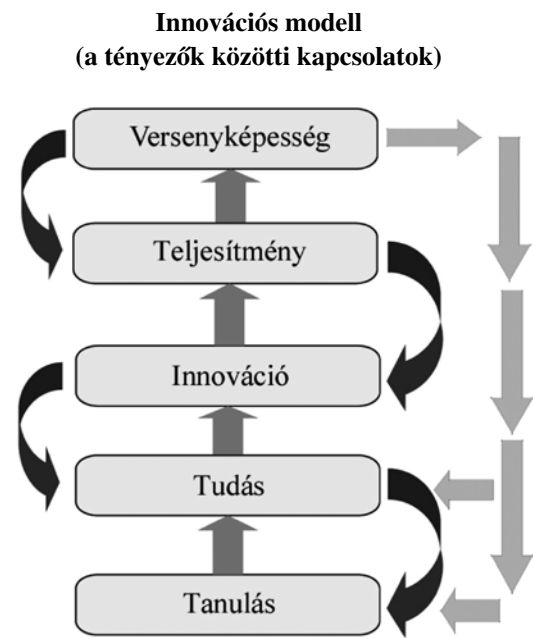 Innovációs modell
(a tényezők közötti kapcsolatok)
Versenyképesség
Teljesítmény
Innováció
Tudás
Tanulás